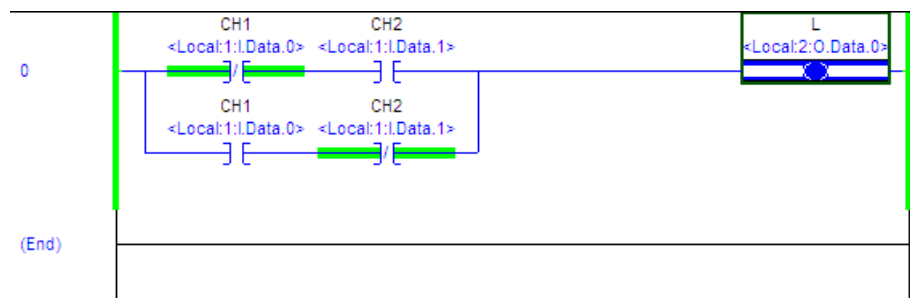 CH1 CH2 L
<Local:1:I.Data.0> <Local:1:I.Data.1> <Local:2:O.Data.0>
0
CH1 CH2
<Local:1:I.Data.0> <Local:1:I.Data.1>
(End)